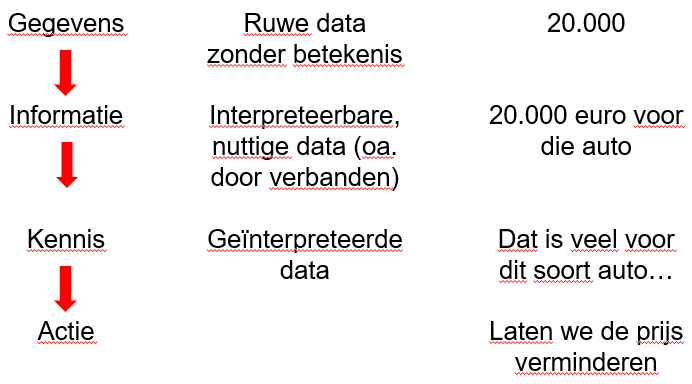 Gegevens
Ruwe data
zonder betekenis
20.000
Informatie
Interpreteerbare,
nuttige data (oa.
door verbanden)
20.000 euro voor
die auto
Kennis
Geïnterpreteerde
data
Dat is veel voor
dit soort auto…
Actie
Laten we de prijs
verminderen